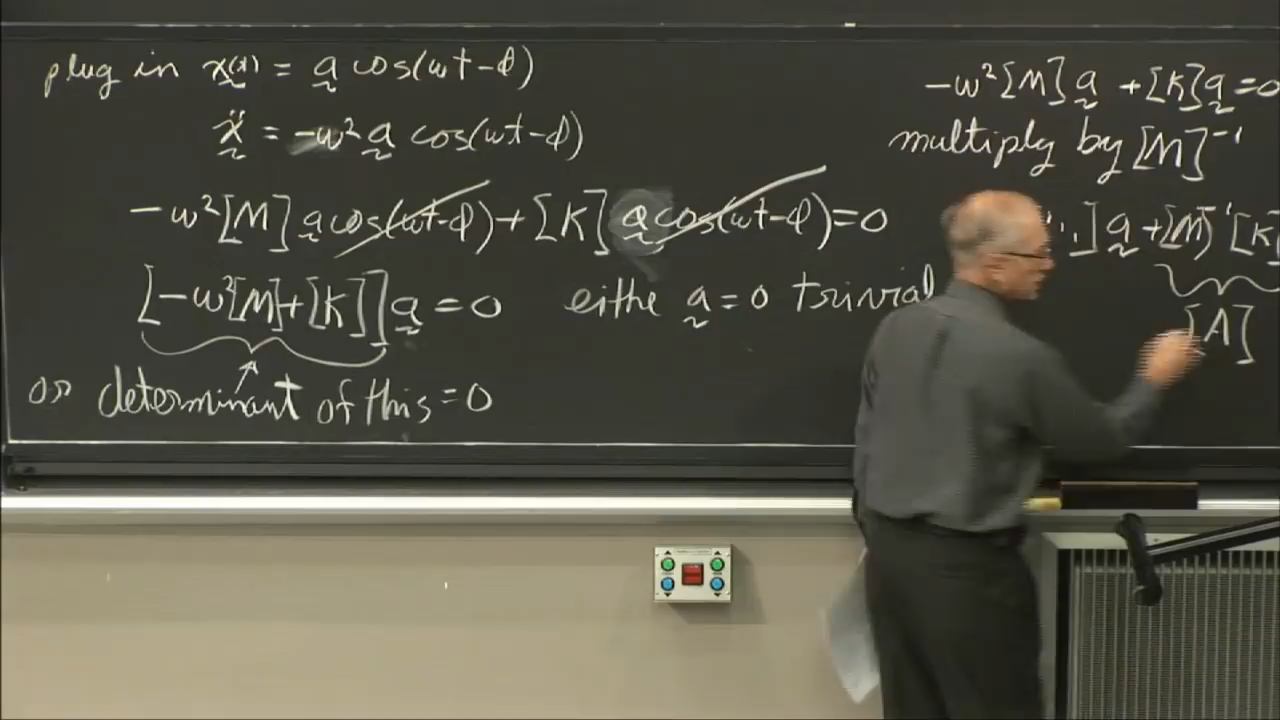 plug in x(t) = a cos(ωt-φ)
ẍ = -ω² a cos(ωt-φ)
-ω²[M] a cos(ωt-φ) + [K] a cos(ωt-φ) = 0
[-ω²[M]+[K]] a = 0 eithe a = 0 trivial
or determinant of this = 0
-ω²[M] a + [K] a = 0
multiply by [M]⁻¹
] a + [M]⁻¹ [K]
[A]